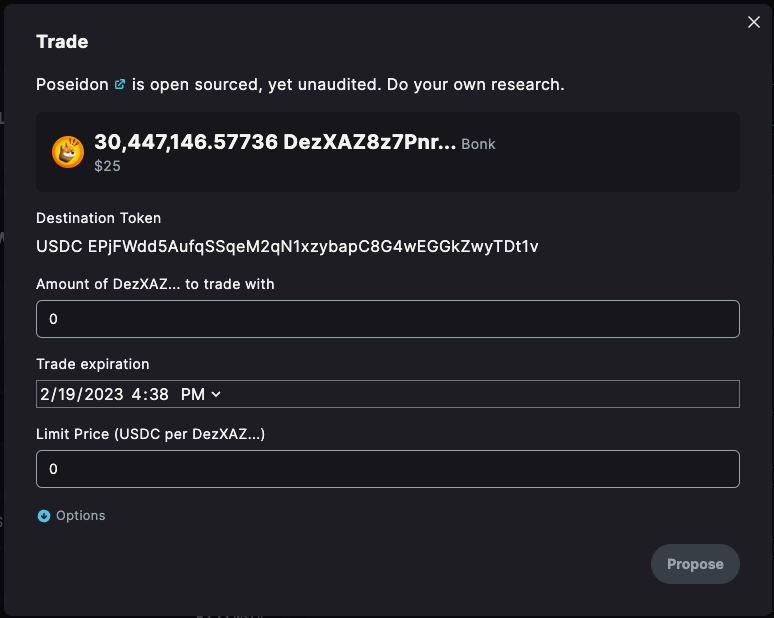 Trade
Poseidon is open sourced, yet unaudited. Do your own research.
30,447,146.57736 DezXAZ8z7Pnr... Bonk
$25
Destination Token
USDC EPjFWdd5AufqSSqeM2qN1xzybapC8G4wEGGkZwyTDt1v
Amount of DezXAZ... to trade with
0
Trade expiration
2/19/2023 4:38 PM
Limit Price (USDC per DezXAZ...)
0
Options
Propose